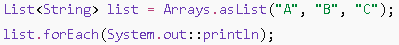 List<String> list = Arrays.asList("A", "B", "C");
list.forEach(System.out::println);